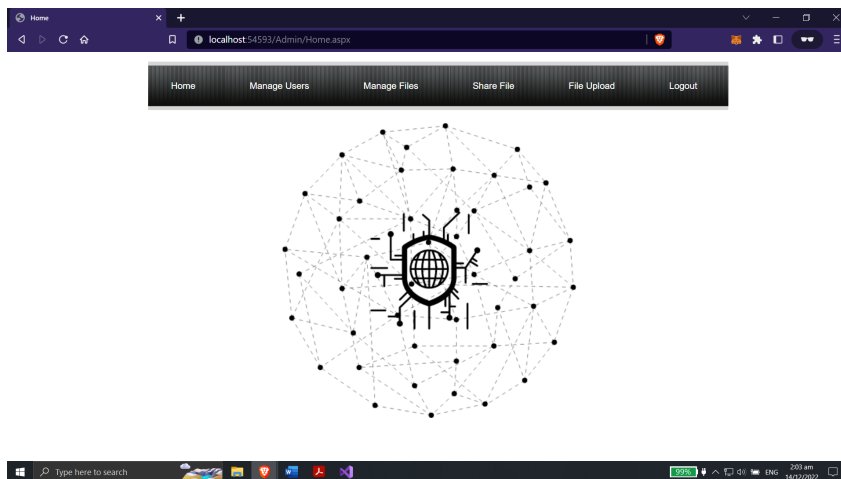 Home
localhost:54593/Admin/Home.aspx
Home Manage Users Manage Files Share File File Upload Logout
Type here to search
99% ENG 2:03 am
14/12/2022